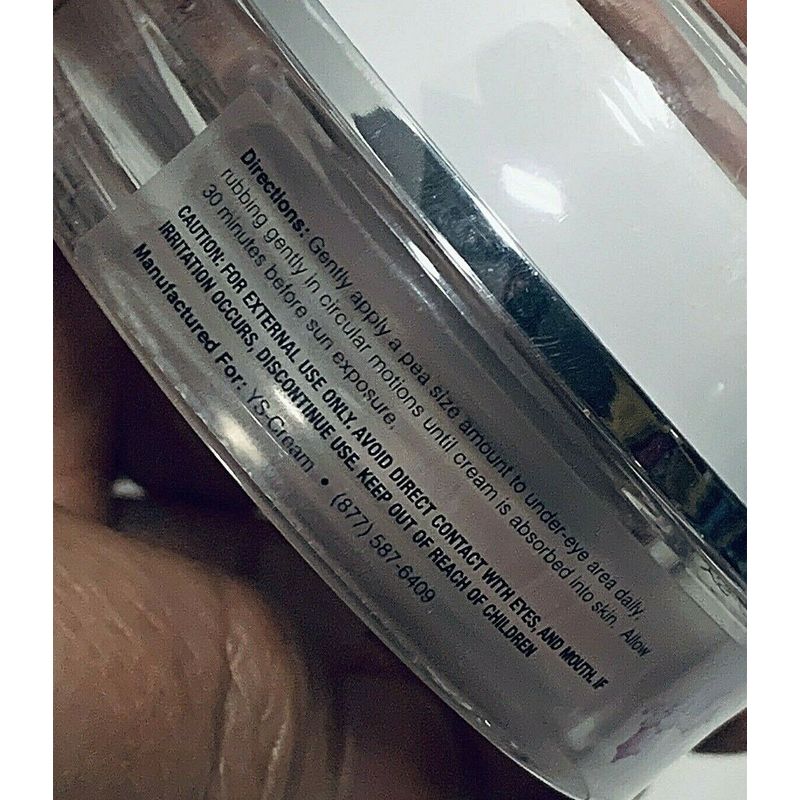 Directions: Gently apply a pea size amount to under-eye area daily,
rubbing gently in circular motions until cream is absorbed into skin. Allow
30 minutes before sun exposure.
CAUTION: FOR EXTERNAL USE ONLY. AVOID DIRECT CONTACT WITH EYES, AND MOUTH. IF
IRRITATION OCCURS, DISCONTINUE USE. KEEP OUT OF REACH OF CHILDREN
Manufactured For: YS-Cream • (877) 587-6409